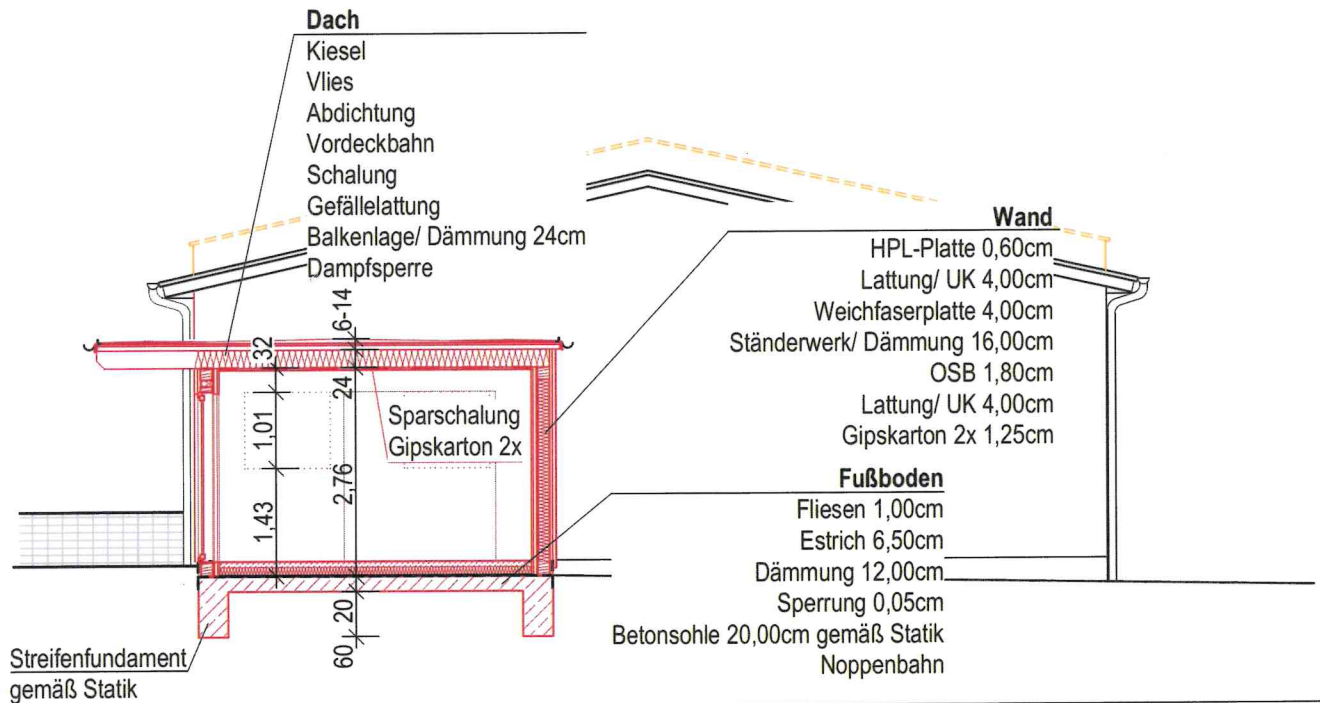 Dach
Kiesel
Vlies
Abdichtung
Vordeckbahn
Schalung
Gefällelattung
Balkenlage/ Dämmung 24cm
Dampfsperre
Wand
HPL-Platte 0,60cm
Lattung/ UK 4,00cm
Weichfaserplatte 4,00cm
Ständerwerk/ Dämmung 16,00cm
OSB 1,80cm
Lattung/ UK 4,00cm
Gipskarton 2x 1,25cm
6-14
32
24
1,01
2,76
1,43
20
60
Sparschalung
Gipskarton 2x
Fußboden
Fliesen 1,00cm
Estrich 6,50cm
Dämmung 12,00cm
Sperrung 0,05cm
Betonsohle 20,00cm gemäß Statik
Noppenbahn
Streifenfundament
gemäß Statik